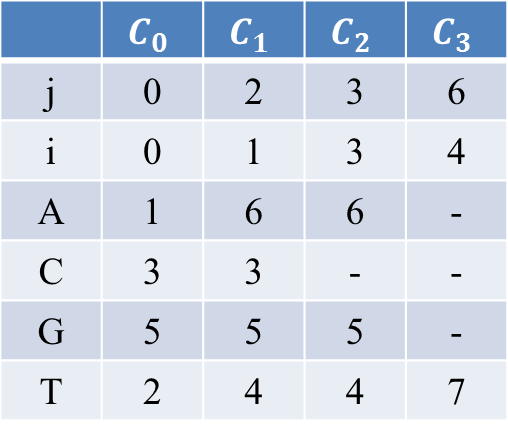 C₀ C₁ C₂ C₃
j 0 2 3 6
i 0 1 3 4
A 1 6 6 -
C 3 3 - -
G 5 5 5 -
T 2 4 4 7